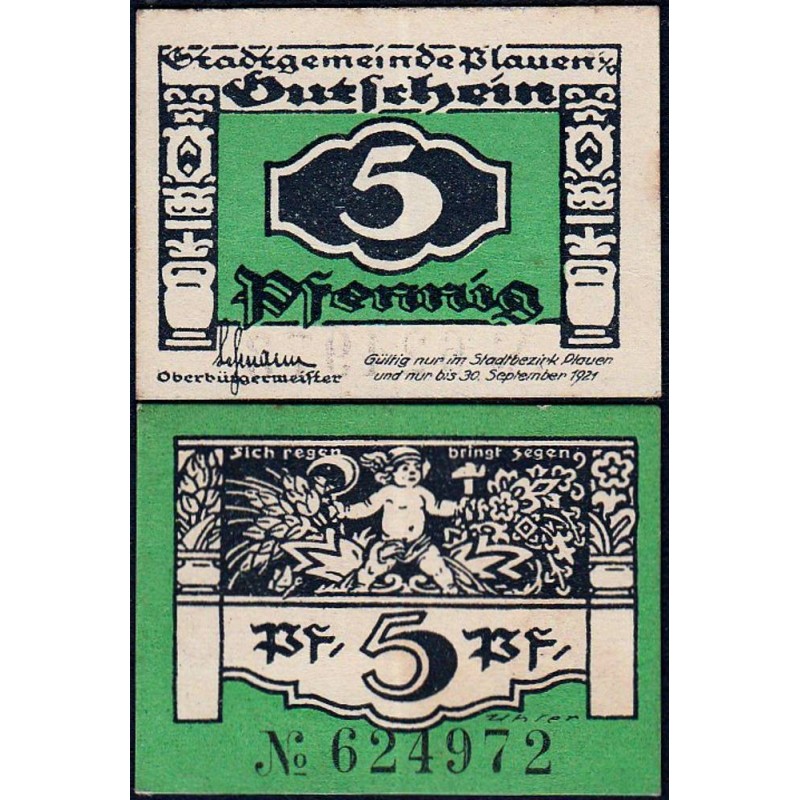 Stadtgemeinde Plauen i/V
Gutschein
5
Pfennig
Oberbürgermeister
Gültig nur im Stadtbezirk Plauen
und nur bis 30. September 1921
Sich regen bringt Segen
Pf. 5 Pf.
Uhler
№ 624972